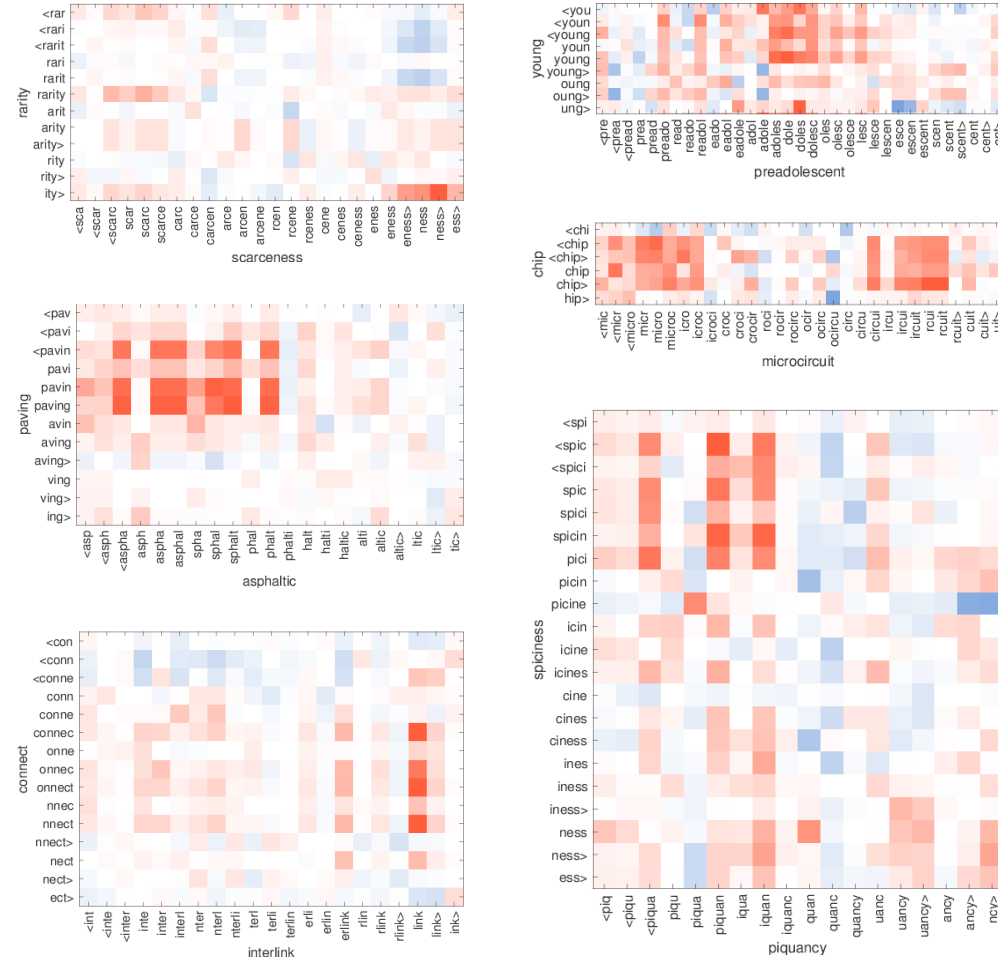 <rar
<rari
<rarit
rari
rarit
rarity
arit
arity
arity>
rity
rity>
ity>
rarity
<sca <scar <scarc scar scarc scarce carc carce carcen arce arcen arcene rcen rcene rcenes cene cenes ceness enes eness eness> ness ness> ess>
scarceness
<you
<youn
<young
youn
young
young>
oung
oung>
ung>
young
<pre <prea <pread prea pread preado read reado readol eado eadol eadole adol adole adoles dole doles dolesc oles olesc olesce lesc lesce lescen esce escen escent scen scent scent> cent cent>
preadolescent
<chi
<chip
<chip>
chip
chip>
hip>
chip
<mic <micr <micro micr micro microc icro icroc icroci croc croci crocir roci rocir rocirc ocir ocirc ocircu circ circu circui ircu ircui ircuit rcui rcuit rcuit> cuit cuit> uit>
microcircuit
<pav
<pavi
<pavin
pavi
pavin
paving
avin
aving
aving>
ving
ving>
ing>
paving
<asp <asph <aspha asph aspha asphal spha sphal sphalt phal phalt phalti halt halti haltic alti altic altic> ltic ltic> tic>
asphaltic
<spi
<spic
<spici
spic
spici
spicin
pici
picin
picine
icin
icine
icines
cine
cines
ciness
ines
iness
iness>
ness
ness>
ess>
spiciness
<piq <piqu <piqua piqu piqua piquan iqua iquan iquanc quan quanc quancy uanc uancy uancy> ancy ancy> ncy>
piquancy
<con
<conn
<conne
conn
conne
connec
onne
onnec
onnect
nnec
nnect
nnect>
nect
nect>
ect>
connect
<int <inte <inter inte inter interl nter nterl nterli terl terli terlin erli erlin erlink rlin rlink rlink> link link> ink>
interlink